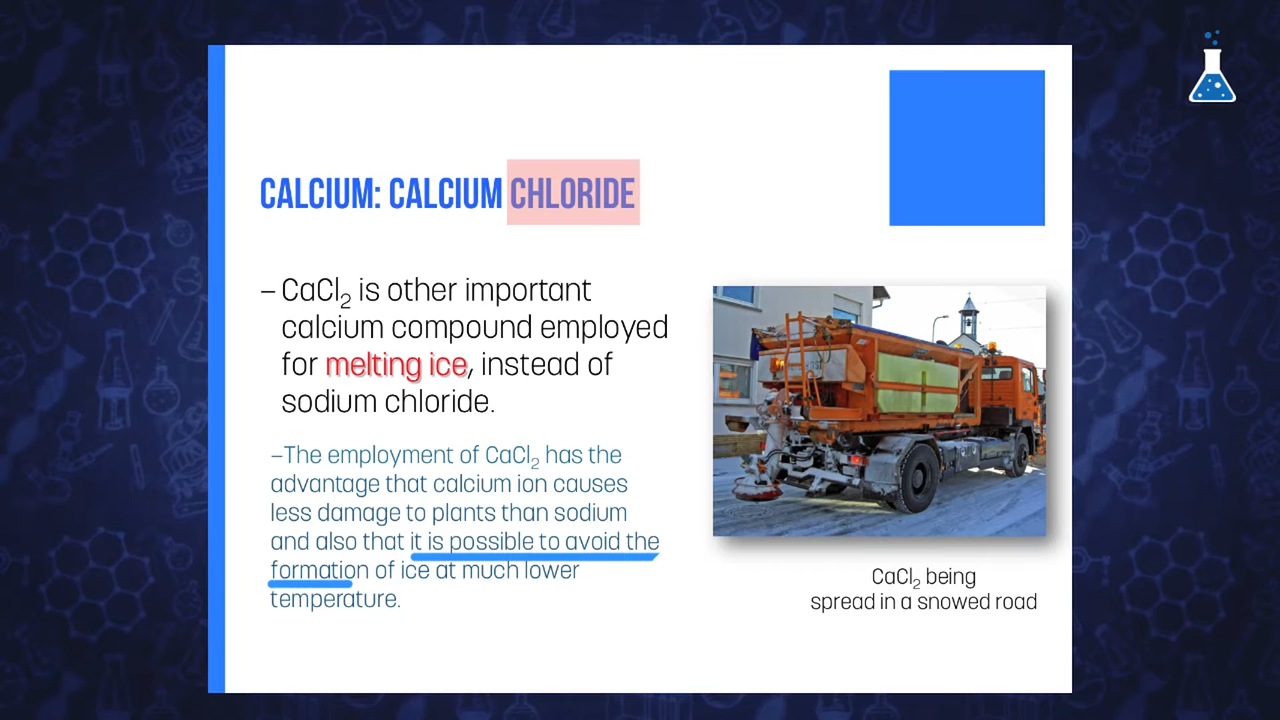 CALCIUM: CALCIUM CHLORIDE
– CaCl₂ is other important
calcium compound employed
for melting ice, instead of
sodium chloride.
–The employment of CaCl₂ has the
advantage that calcium ion causes
less damage to plants than sodium
and also that it is possible to avoid the
formation of ice at much lower
temperature.
CaCl₂ being
spread in a snowed road